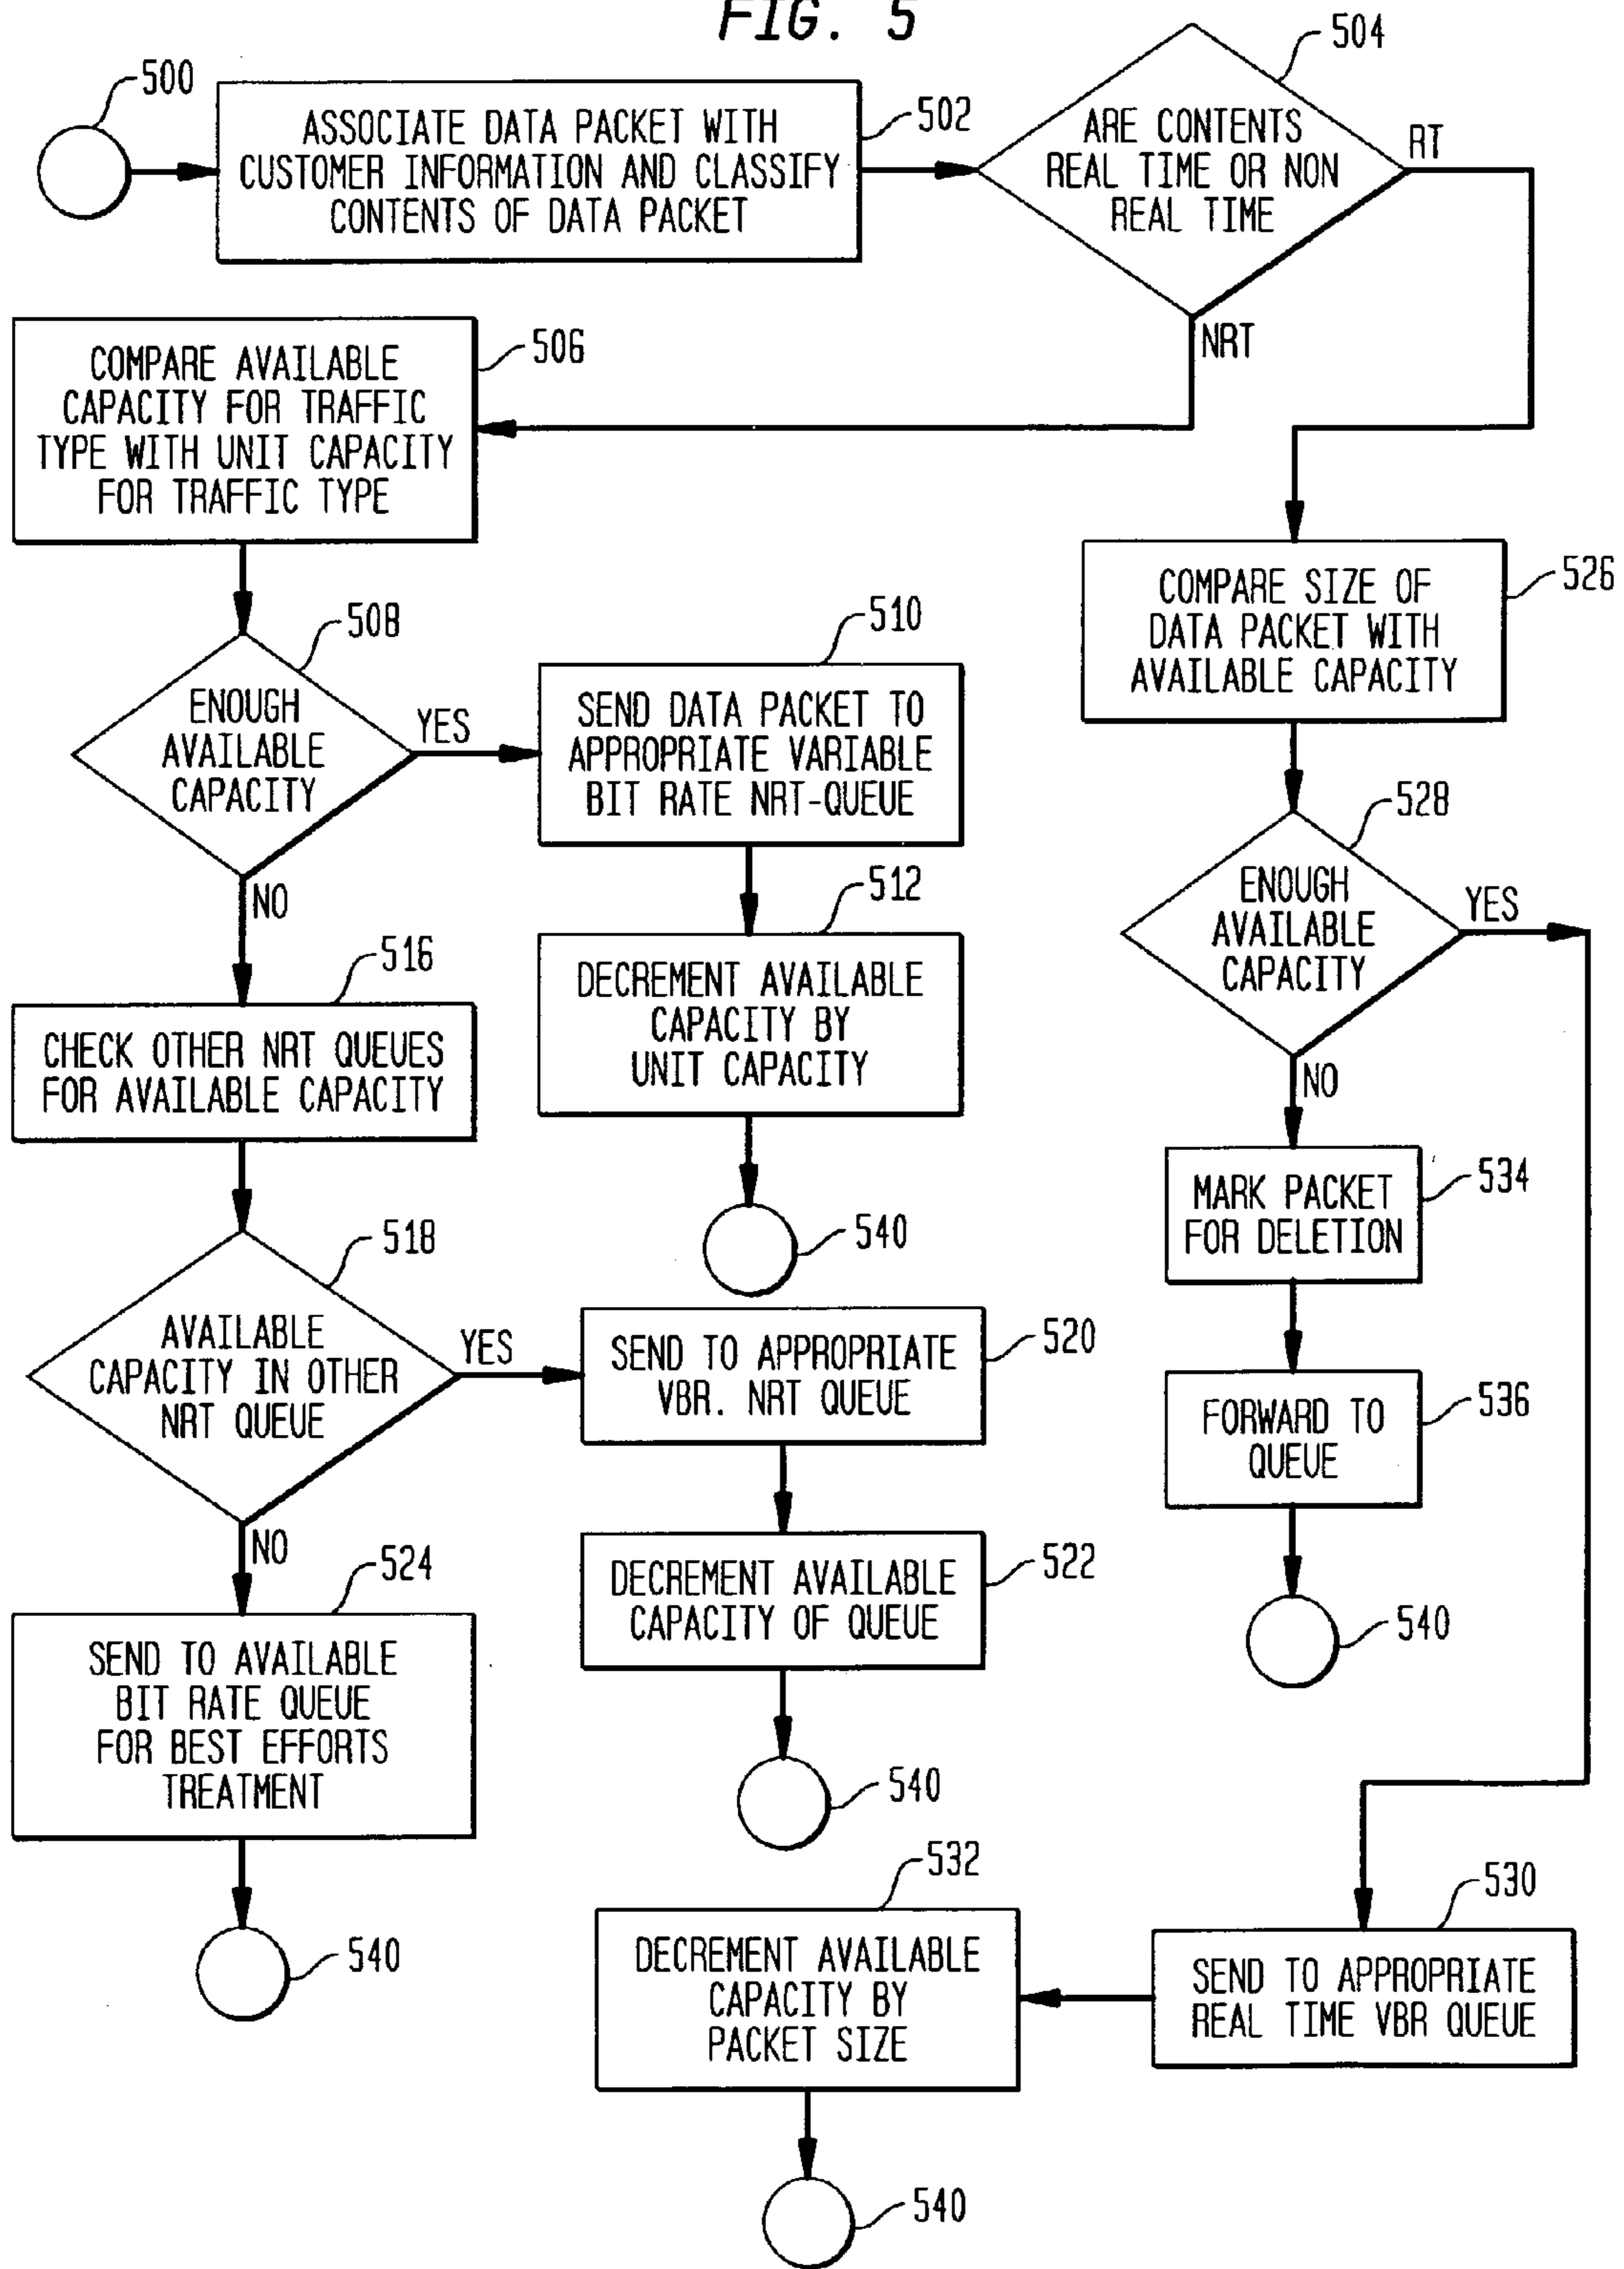 FIG. 5
500
ASSOCIATE DATA PACKET WITH
CUSTOMER INFORMATION AND CLASSIFY
CONTENTS OF DATA PACKET
502
504
ARE CONTENTS
REAL TIME OR NON
REAL TIME
RT
NRT
COMPARE AVAILABLE
CAPACITY FOR TRAFFIC
TYPE WITH UNIT CAPACITY
FOR TRAFFIC TYPE
506
508
ENOUGH
AVAILABLE
CAPACITY
YES
NO
510
SEND DATA PACKET TO
APPROPRIATE VARIABLE
BIT RATE NRT-QUEUE
512
DECREMENT AVAILABLE
CAPACITY BY
UNIT CAPACITY
540
516
CHECK OTHER NRT QUEUES
FOR AVAILABLE CAPACITY
518
AVAILABLE
CAPACITY IN OTHER
NRT QUEUE
YES
NO
520
SEND TO APPROPRIATE
VBR. NRT QUEUE
522
DECREMENT AVAILABLE
CAPACITY OF QUEUE
540
524
SEND TO AVAILABLE
BIT RATE QUEUE
FOR BEST EFFORTS
TREATMENT
540
526
COMPARE SIZE OF
DATA PACKET WITH
AVAILABLE CAPACITY
528
ENOUGH
AVAILABLE
CAPACITY
YES
NO
534
MARK PACKET
FOR DELETION
536
FORWARD TO
QUEUE
540
530
SEND TO APPROPRIATE
REAL TIME VBR QUEUE
532
DECREMENT AVAILABLE
CAPACITY BY
PACKET SIZE
540